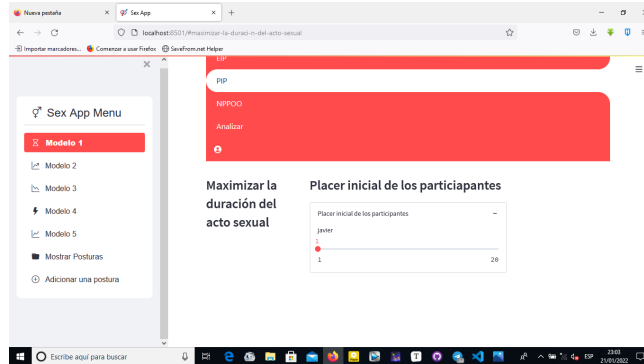 Nueva pestaña
Sex App
localhost:8501/#maximizar-la-duraci-n-del-acto-sexual
Importar marcadores...
Comenzar a usar Firefox
SaveFrom.net Helper
Sex App Menu
Modelo 1
Modelo 2
Modelo 3
Modelo 4
Modelo 5
Mostrar Posturas
Adicionar una postura
EIP
PIP
NPPOO
Analizar
Maximizar la
duración del
acto sexual
Placer inicial de los particiapantes
Placer inicial de los participantes
javier
1
1
20
Escribe aquí para buscar
ESP
23:03
21/01/2022